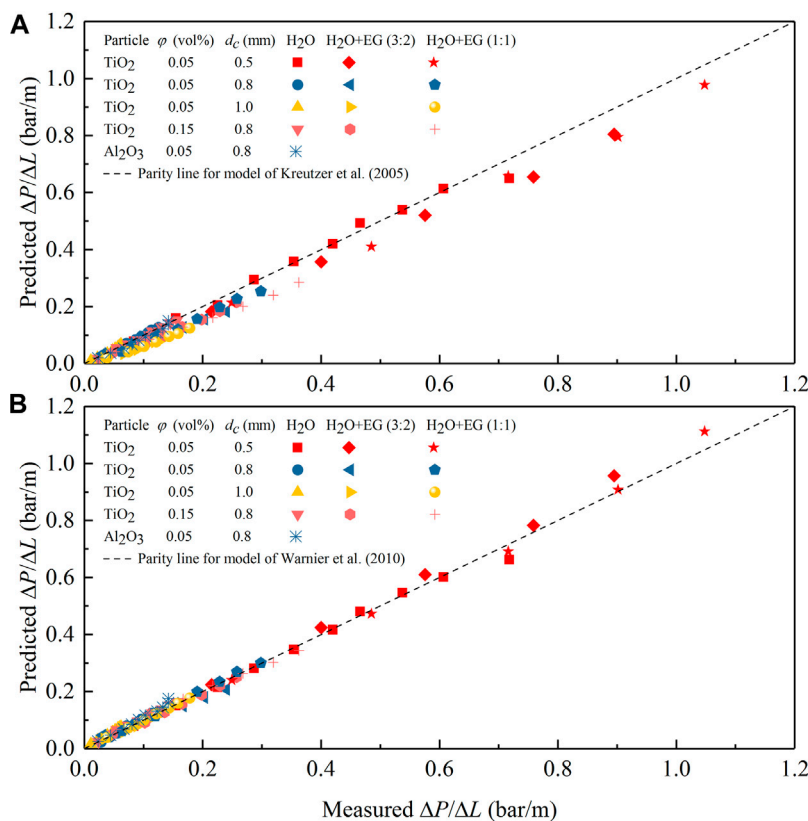 A
Particle φ (vol%) dc (mm) H2O H2O+EG (3:2) H2O+EG (1:1)
TiO2 0.05 0.5
TiO2 0.05 0.8
TiO2 0.05 1.0
TiO2 0.15 0.8
Al2O3 0.05 0.8
Parity line for model of Kreutzer et al. (2005)
Predicted ΔP/ΔL (bar/m)
1.2
1.0
0.8
0.6
0.4
0.2
0.0
0.0 0.2 0.4 0.6 0.8 1.0 1.2
B
Particle φ (vol%) dc (mm) H2O H2O+EG (3:2) H2O+EG (1:1)
TiO2 0.05 0.5
TiO2 0.05 0.8
TiO2 0.05 1.0
TiO2 0.15 0.8
Al2O3 0.05 0.8
Parity line for model of Warnier et al. (2010)
Predicted ΔP/ΔL (bar/m)
1.2
1.0
0.8
0.6
0.4
0.2
0.0
0.0 0.2 0.4 0.6 0.8 1.0 1.2
Measured ΔP/ΔL (bar/m)